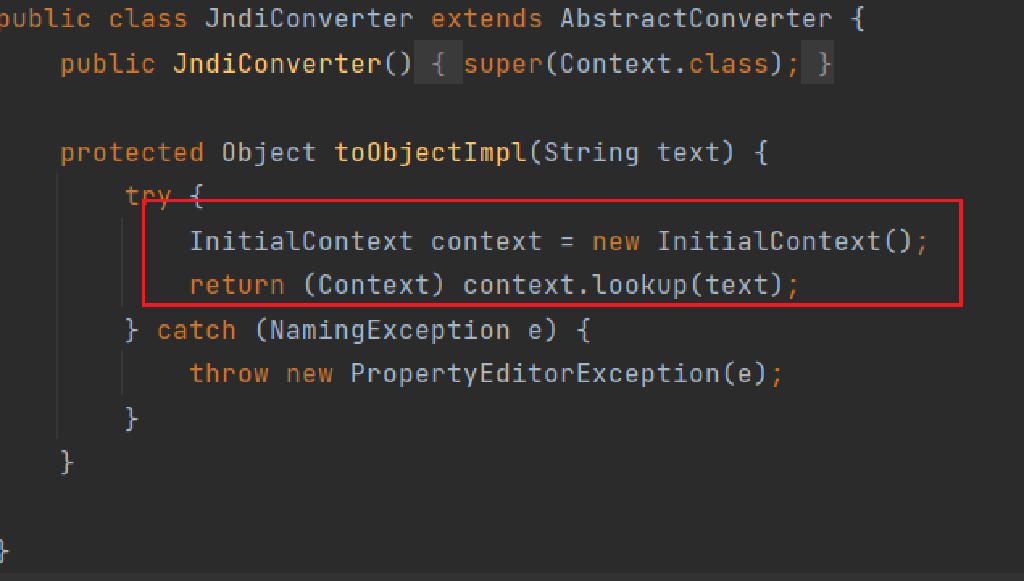 public class JndiConverter extends AbstractConverter {
public JndiConverter() { super(Context.class); }
protected Object toObjectImpl(String text) {
try {
InitialContext context = new InitialContext();
return (Context) context.lookup(text);
} catch (NamingException e) {
throw new PropertyEditorException(e);
}
}
}